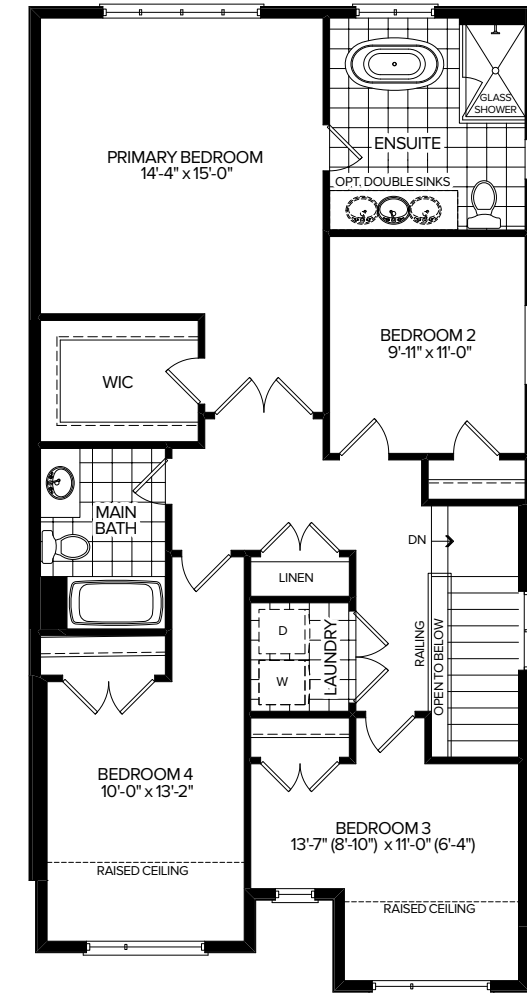 GLASS
SHOWER
ENSUITE
PRIMARY BEDROOM
14'-4" x 15'-0"
OPT. DOUBLE SINKS
BEDROOM 2
9'-11" x 11'-0"
WIC
MAIN
BATH
DN
LINEN
D
W
LAUNDRY
RAILING
OPEN TO BELOW
BEDROOM 4
10'-0" x 13'-2"
BEDROOM 3
13'-7" (8'-10") x 11'-0" (6'-4")
RAISED CEILING
RAISED CEILING